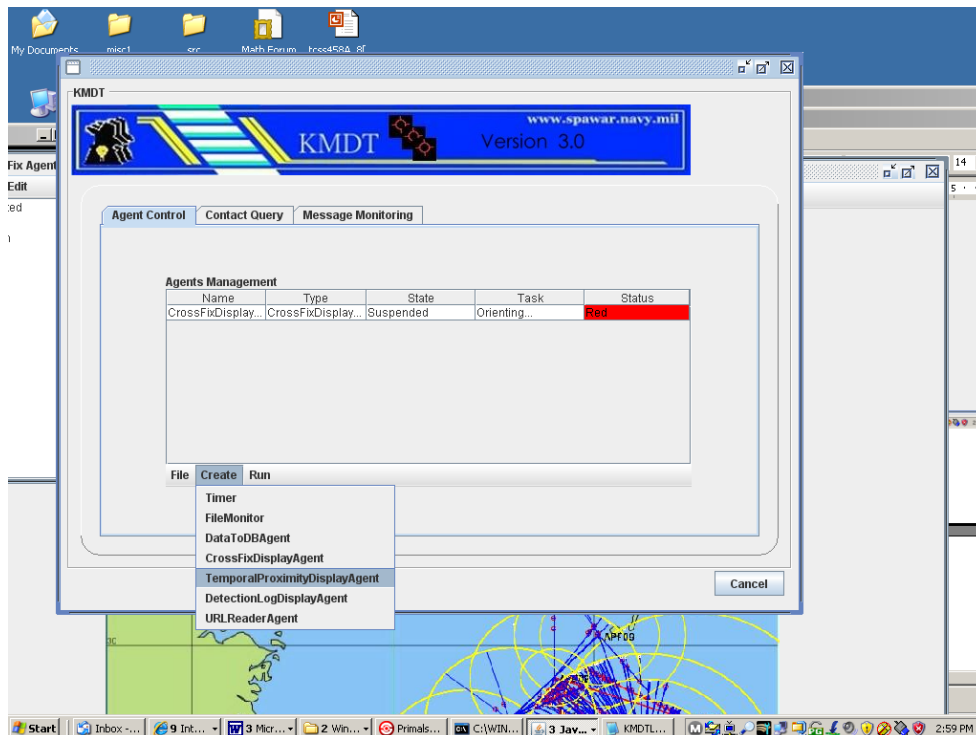 My Documents misc1 src Math Forum tcss458A_8f
KMDT
www.spawar.navy.mil
KMDT Version 3.0
Fix Agent
Edit
14
Agent Control Contact Query Message Monitoring
Agents Management
Name Type State Task Status
CrossFixDisplay... CrossFixDisplay... Suspended Orienting... Red
File Create Run
Timer
FileMonitor
DataToDBAgent
CrossFixDisplayAgent
TemporalProximityDisplayAgent
DetectionLogDisplayAgent
URLReaderAgent
Cancel
Start Inbox -... 9 Int... 3 Micr... 2 Win... Primals... C:\WIN... 3 Jav... KMDTL... 2:59 PM